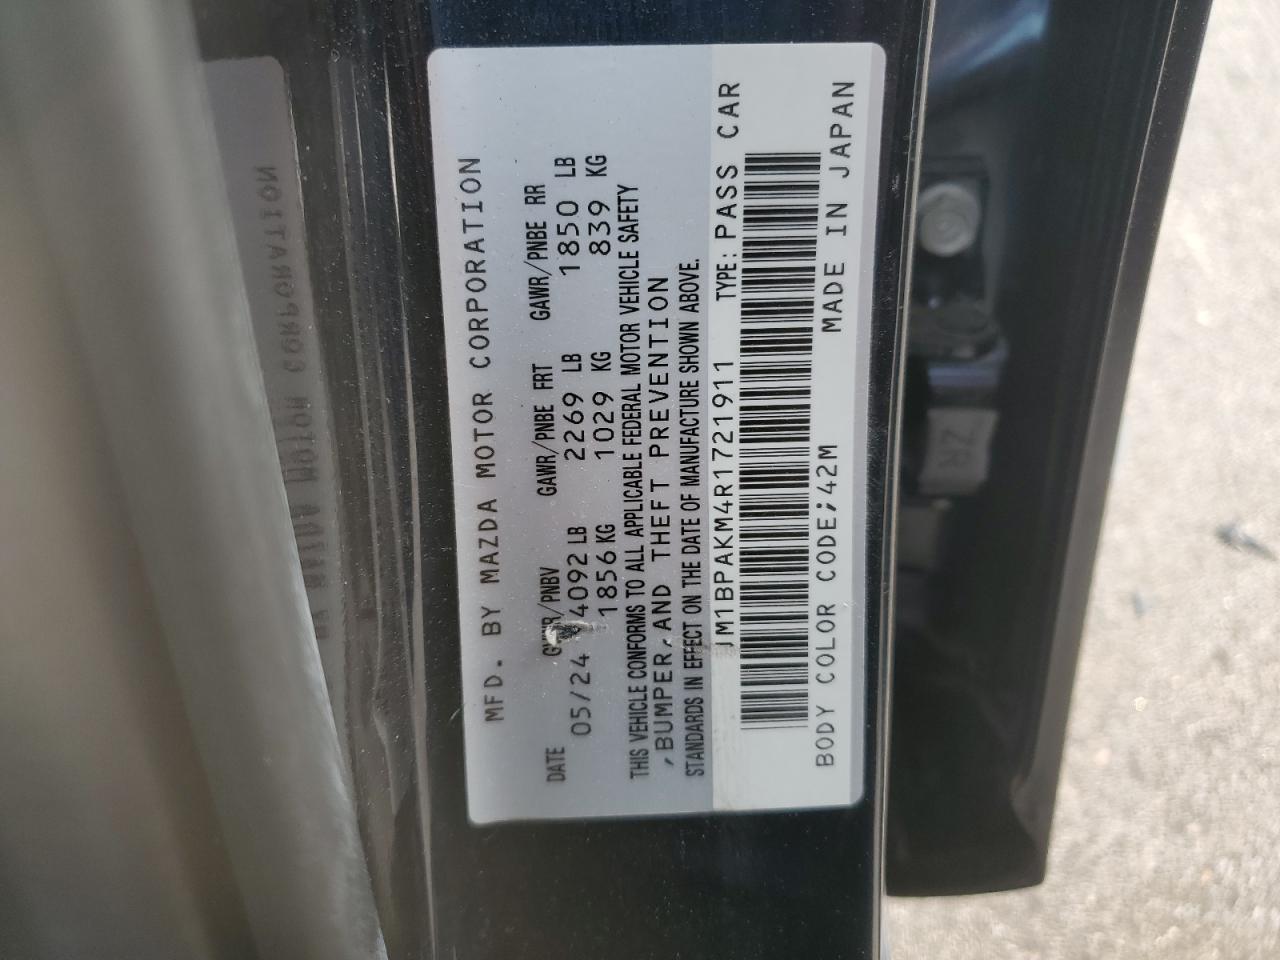 MFD. BY MAZDA MOTOR CORPORATION
DATE GVWR/PNBV GAWR/PNBE FRT GAWR/PNBE RR
05/24 4092 LB 2269 LB 1850 LB
1856 KG 1029 KG 839 KG
THIS VEHICLE CONFORMS TO ALL APPLICABLE FEDERAL MOTOR VEHICLE SAFETY
,BUMPER,AND THEFT PREVENTION
STANDARDS IN EFFECT ON THE DATE OF MANUFACTURE SHOWN ABOVE.
JM1BPAKM4R1721911 TYPE: PASS CAR
BODY COLOR CODE;42M MADE IN JAPAN